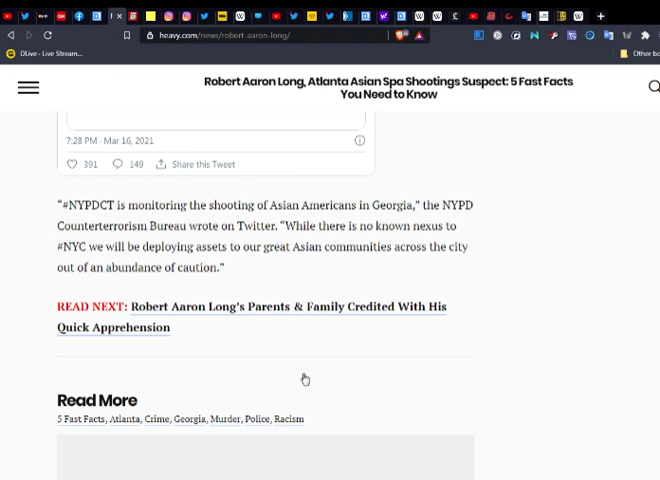 heavy.com/news/robert-aaron-long/
DLive - Live Stream...
Other bo
Robert Aaron Long, Atlanta Asian Spa Shootings Suspect: 5 Fast Facts
You Need to Know
7:28 PM · Mar 16, 2021
391 149 Share this Tweet
“#NYPDCT is monitoring the shooting of Asian Americans in Georgia,” the NYPD
Counterterrorism Bureau wrote on Twitter. “While there is no known nexus to
#NYC we will be deploying assets to our great Asian communities across the city
out of an abundance of caution.”
READ NEXT: Robert Aaron Long’s Parents & Family Credited With His
Quick Apprehension
Read More
5 Fast Facts, Atlanta, Crime, Georgia, Murder, Police, Racism